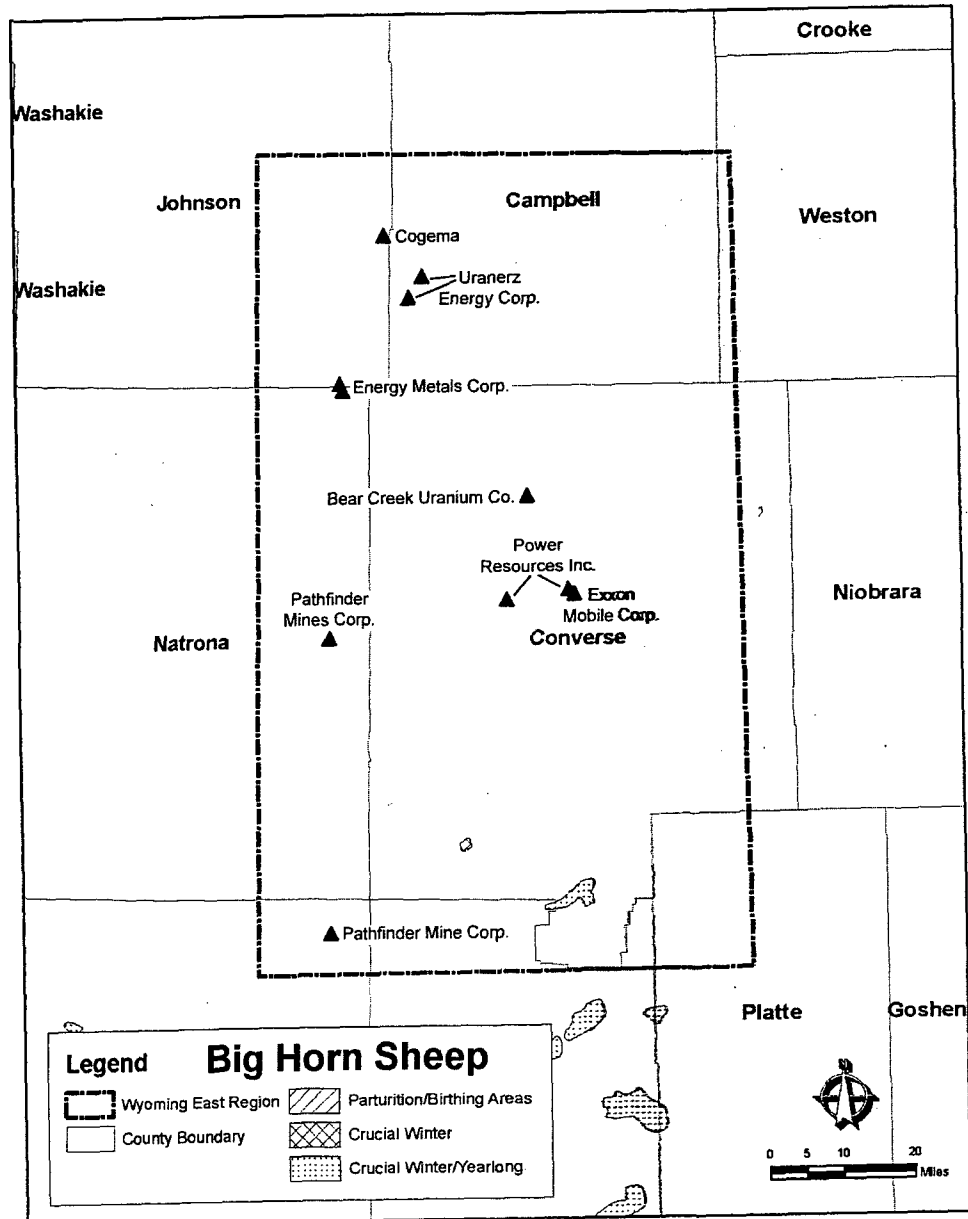 Crooke
Washakie
Johnson
Campbell
Weston
Cogema
Washakie
Uranerz
Energy Corp.
Energy Metals Corp.
Bear Creek Uranium Co.
Power
Resources Inc.
Exxon
Mobile Corp.
Niobrara
Pathfinder
Mines Corp.
Natrona
Converse
Pathfinder Mine Corp.
Platte
Goshen
Legend
Big Horn Sheep
Wyoming East Region
Parturition/Birthing Areas
County Boundary
Crucial Winter
Crucial Winter/Yearlong
0 5 10 20
Miles